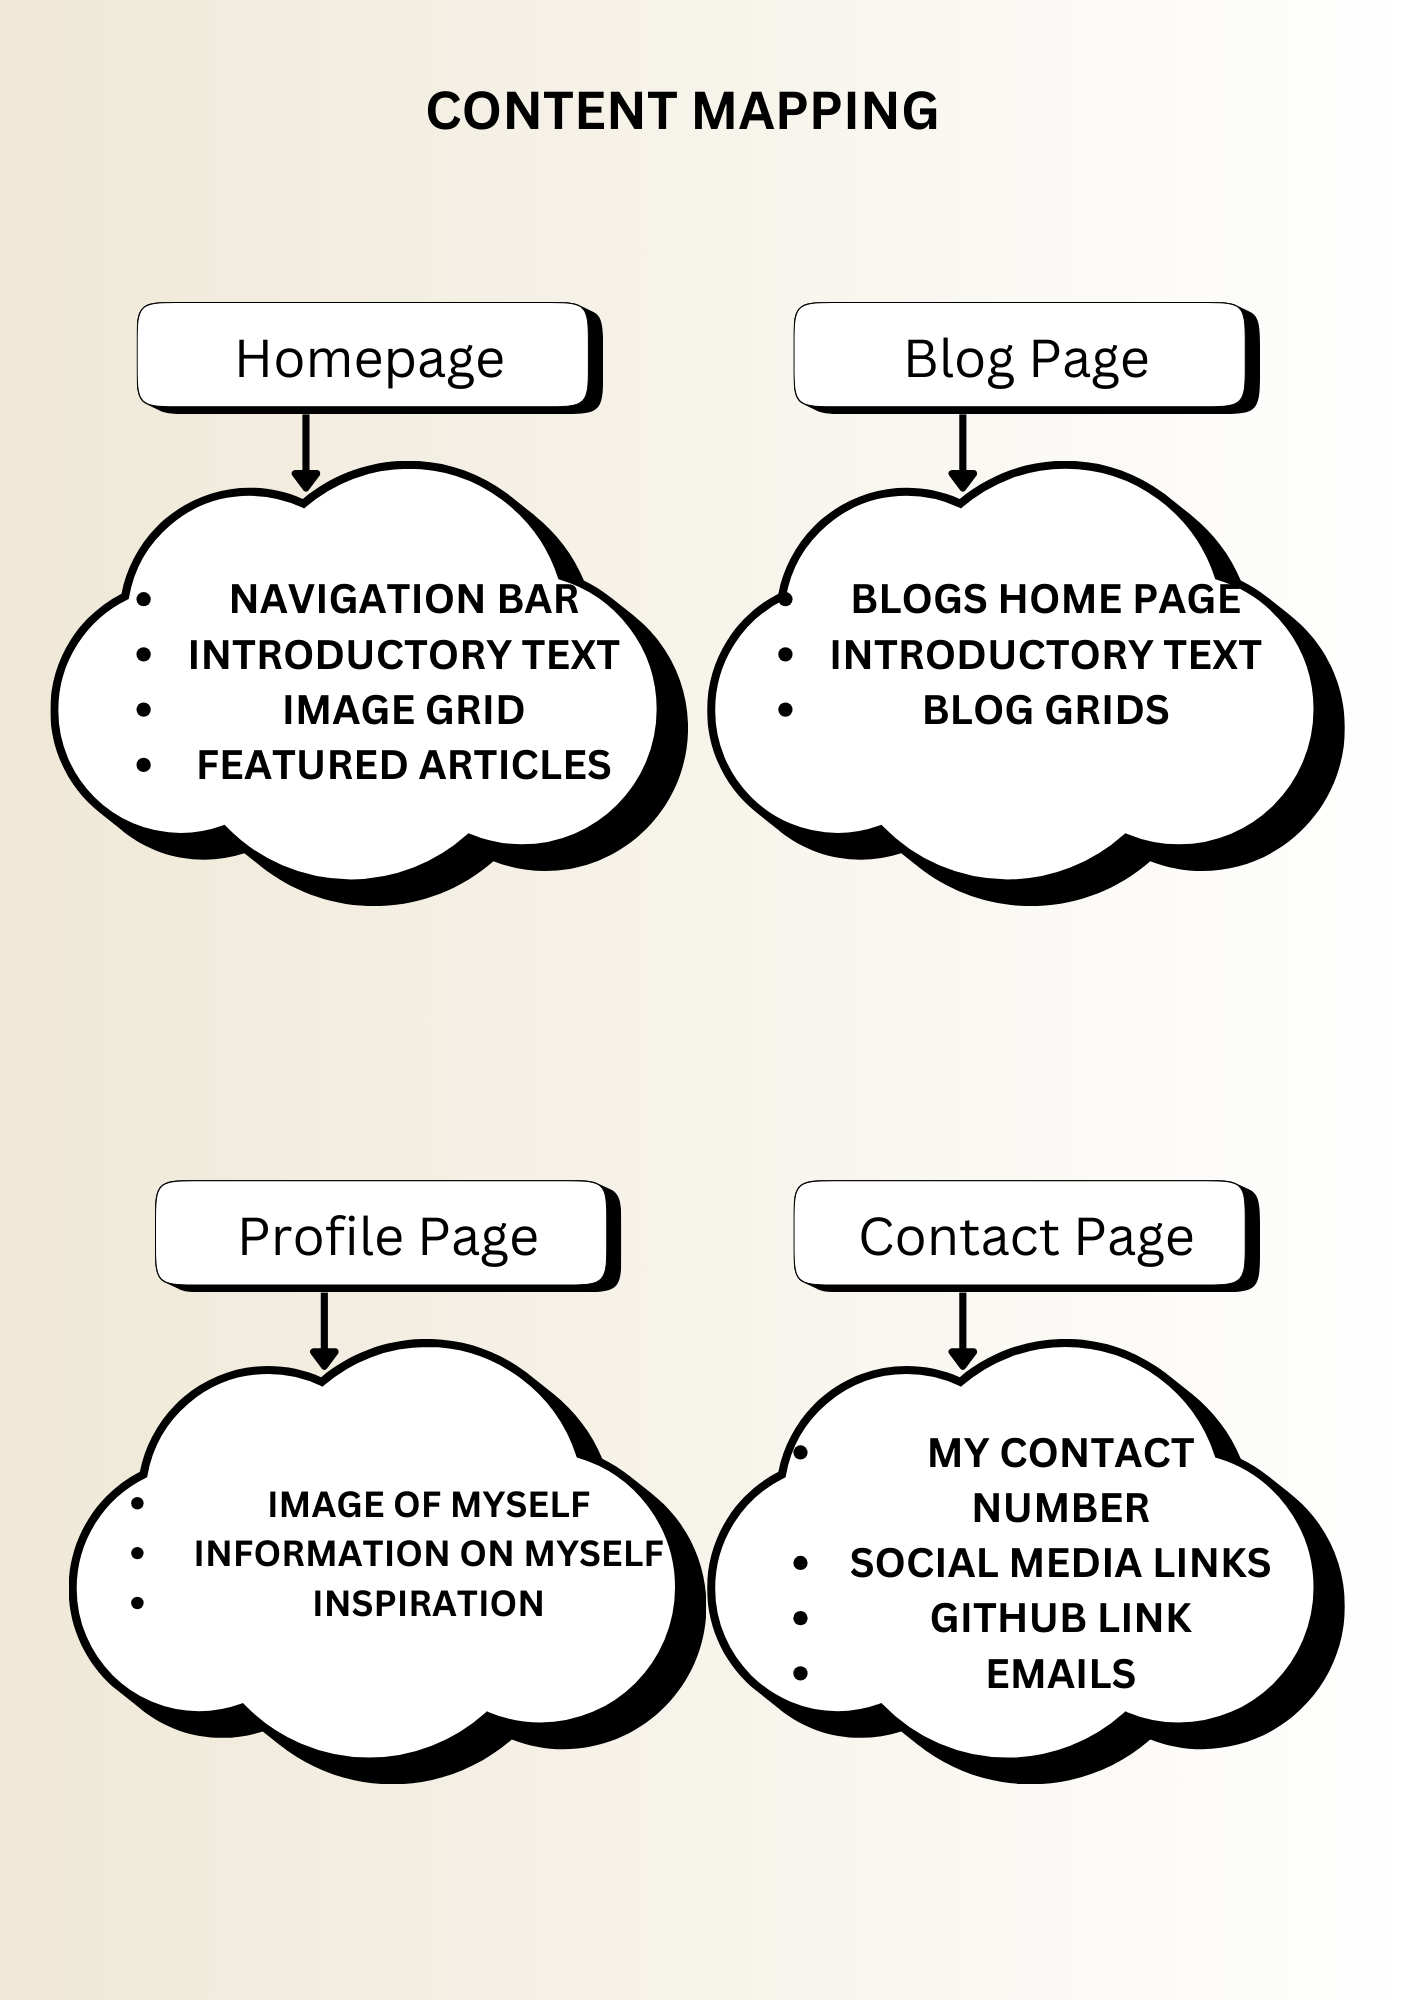 CONTENT MAPPING
Homepage
• NAVIGATION BAR
• INTRODUCTORY TEXT
• IMAGE GRID
• FEATURED ARTICLES
Blog Page
• BLOGS HOME PAGE
• INTRODUCTORY TEXT
• BLOG GRIDS
Profile Page
• IMAGE OF MYSELF
• INFORMATION ON MYSELF
• INSPIRATION
Contact Page
• MY CONTACT
NUMBER
• SOCIAL MEDIA LINKS
• GITHUB LINK
• EMAILS